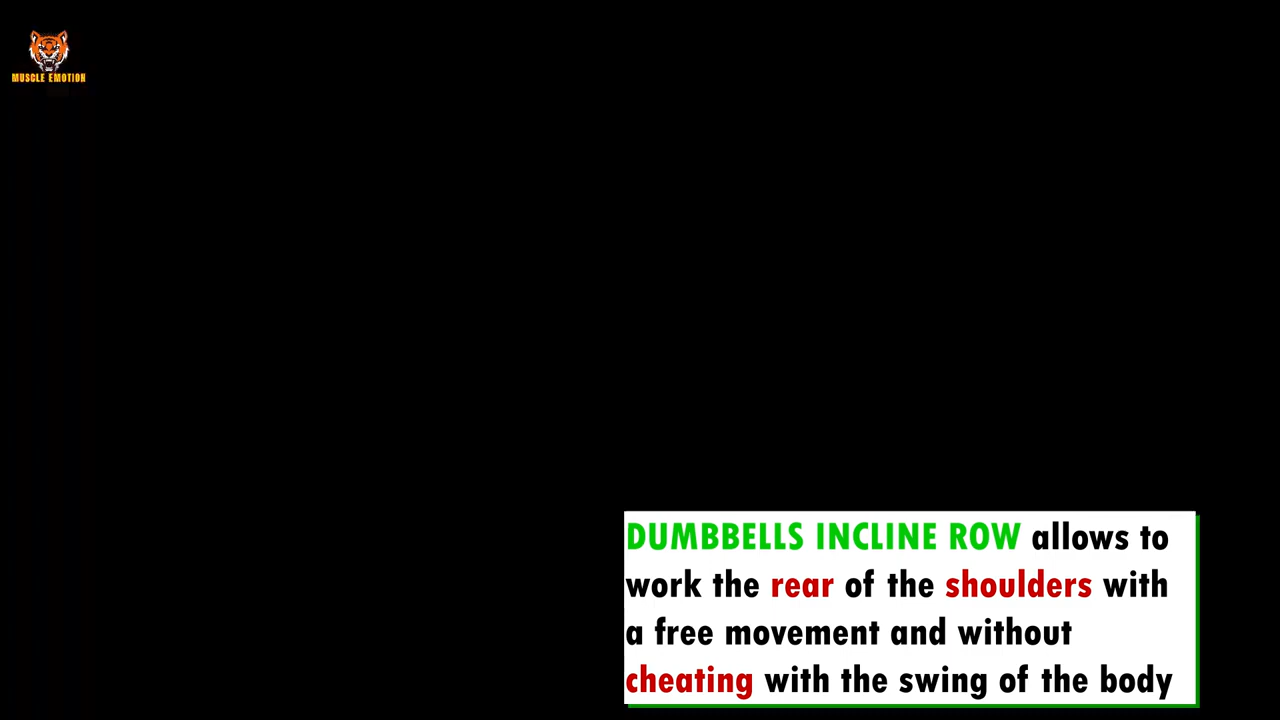 MUSCLE EMOTION
DUMBBELLS INCLINE ROW allows to
work the rear of the shoulders with
a free movement and without
cheating with the swing of the body